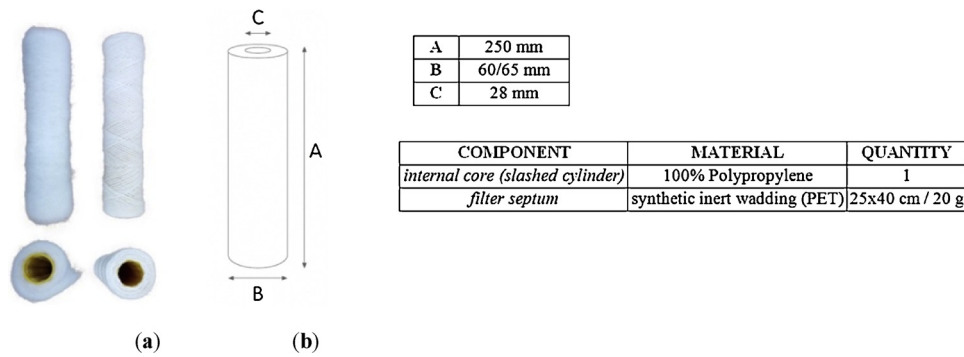 C
A
B
(a)
(b)
A 250 mm
B 60/65 mm
C 28 mm
COMPONENT MATERIAL QUANTITY
internal core (slashed cylinder) 100% Polypropylene 1
filter septum synthetic inert wadding (PET) 25x40 cm / 20 g